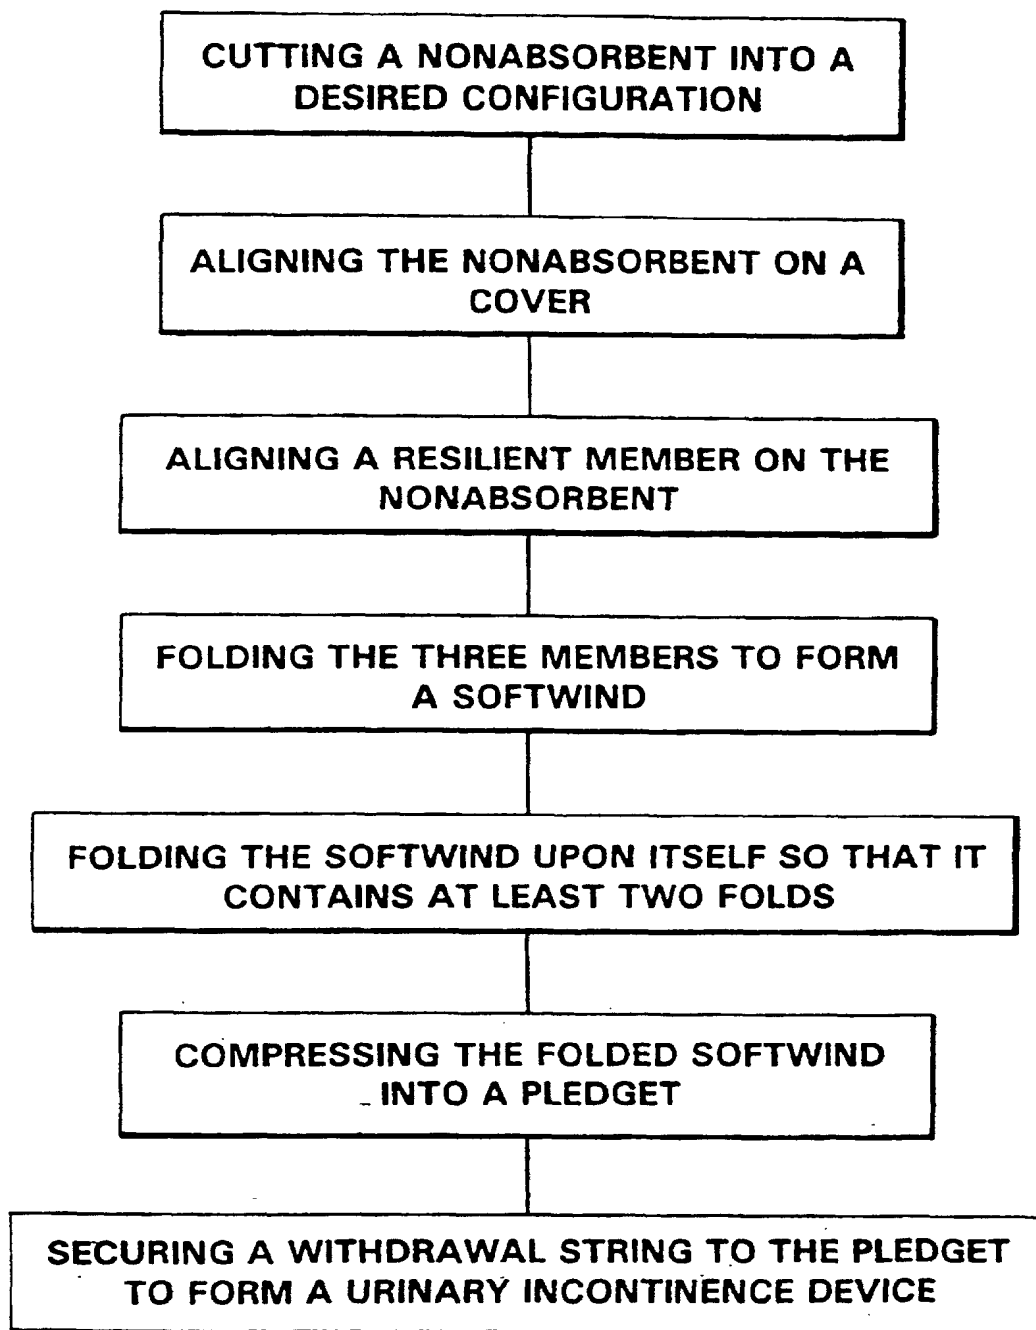 CUTTING A NONABSORBENT INTO A
DESIRED CONFIGURATION
ALIGNING THE NONABSORBENT ON A
COVER
ALIGNING A RESILIENT MEMBER ON THE
NONABSORBENT
FOLDING THE THREE MEMBERS TO FORM
A SOFTWIND
FOLDING THE SOFTWIND UPON ITSELF SO THAT IT
CONTAINS AT LEAST TWO FOLDS
COMPRESSING THE FOLDED SOFTWIND
INTO A PLEDGET
SECURING A WITHDRAWAL STRING TO THE PLEDGET
TO FORM A URINARY INCONTINENCE DEVICE